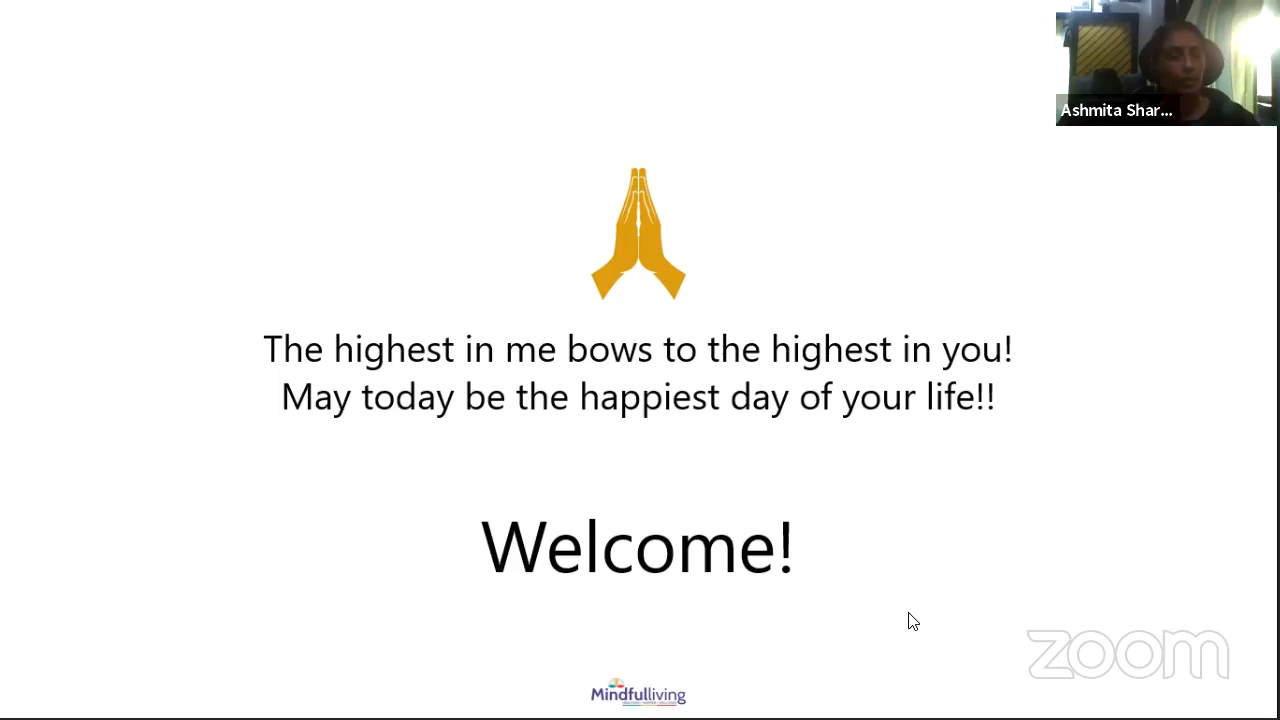 Ashmita Shar...
The highest in me bows to the highest in you!
May today be the happiest day of your life!!
Welcome!
zoom
Mindfulliving